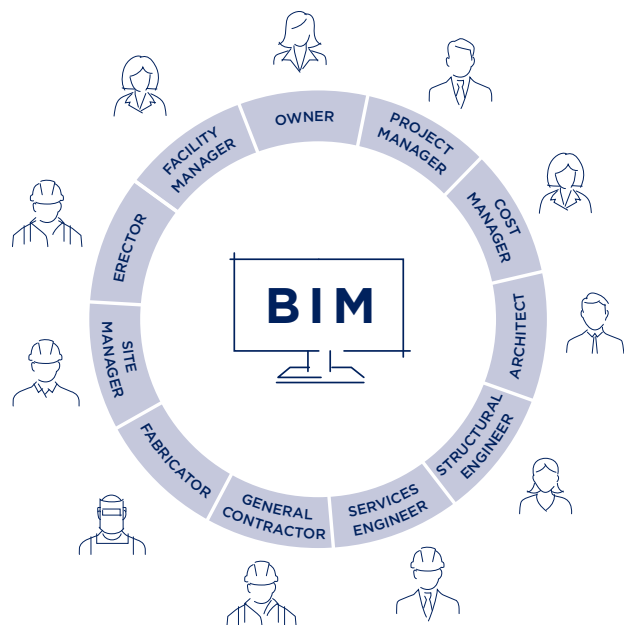 OWNER
PROJECT
MANAGER
COST
MANAGER
ARCHITECT
STRUCTURAL
ENGINEER
SERVICES
ENGINEER
GENERAL
CONTRACTOR
FABRICATOR
SITE
MANAGER
ERECTOR
FACILITY
MANAGER
BIM